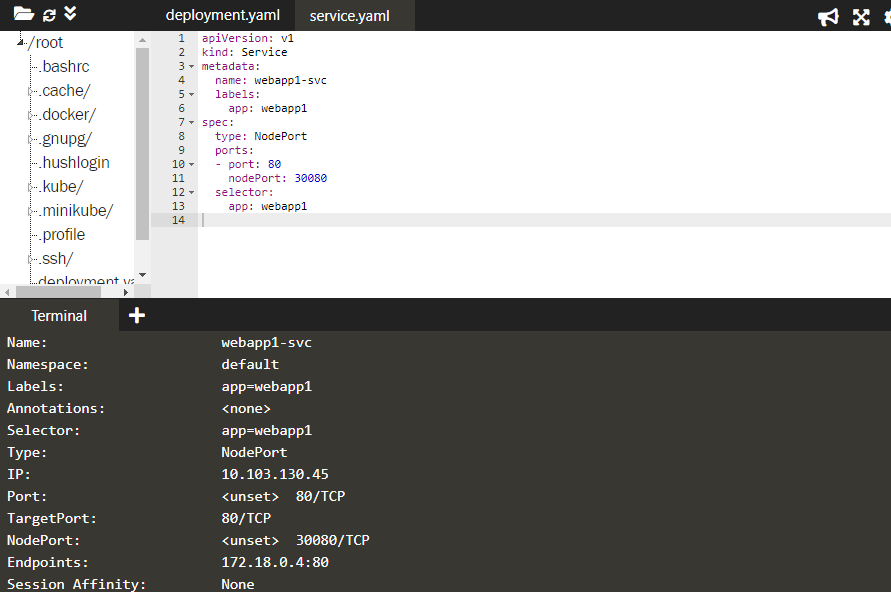 deployment.yaml service.yaml
/root
.bashrc
.cache/
.docker/
.gnupg/
.hushlogin
.kube/
.minikube/
.profile
.ssh/
deployment.ya
1 apiVersion: v1
2 kind: Service
3 metadata:
4 name: webapp1-svc
5 labels:
6 app: webapp1
7 spec:
8 type: NodePort
9 ports:
10 - port: 80
11 nodePort: 30080
12 selector:
13 app: webapp1
14
Terminal
Name: webapp1-svc
Namespace: default
Labels: app=webapp1
Annotations: <none>
Selector: app=webapp1
Type: NodePort
IP: 10.103.130.45
Port: <unset> 80/TCP
TargetPort: 80/TCP
NodePort: <unset> 30080/TCP
Endpoints: 172.18.0.4:80
Session Affinity: None